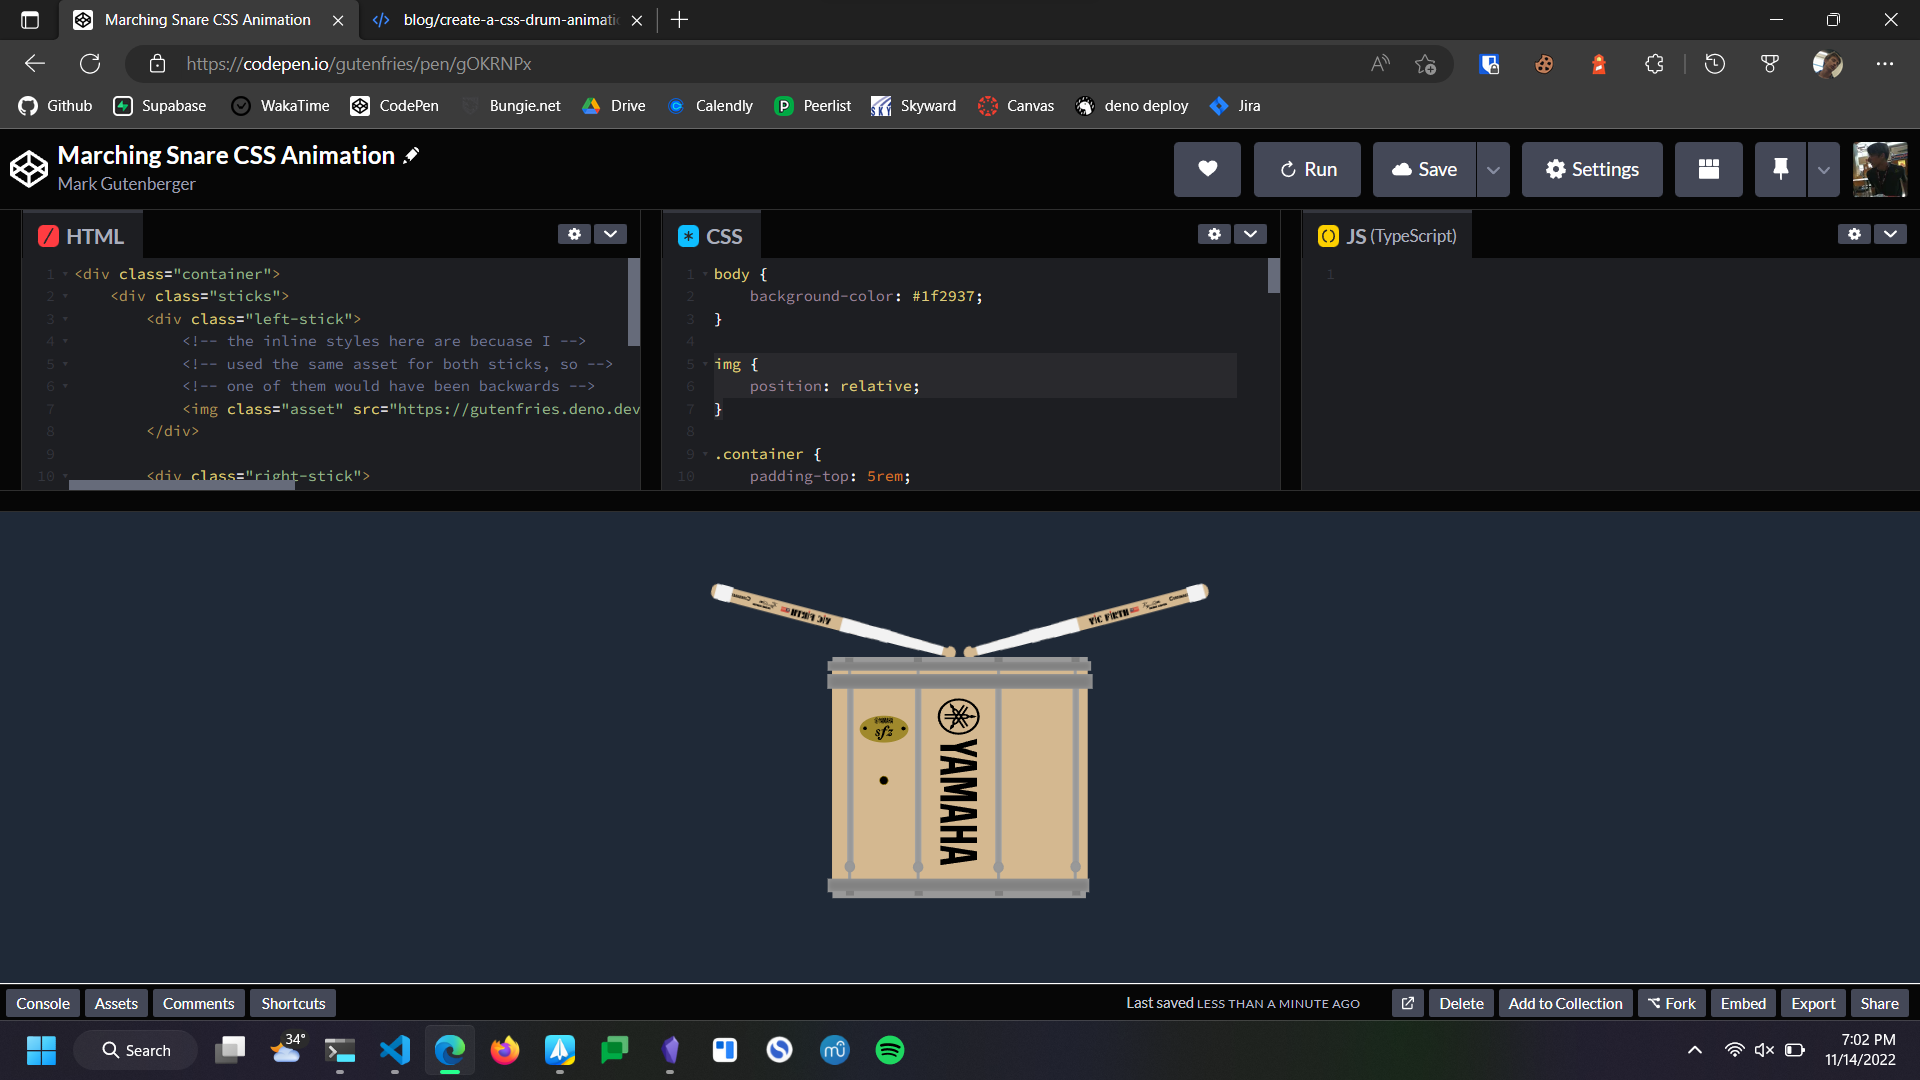 Marching Snare CSS Animation
blog/create-a-css-drum-animati
https://codepen.io/gutenfries/pen/gOKRNPx
Github
Supabase
WakaTime
CodePen
Bungie.net
Drive
Calendly
Peerlist
Skyward
Canvas
deno deploy
Jira
Marching Snare CSS Animation
Mark Gutenberger
Run
Save
Settings
HTML
1 <div class="container">
2 <div class="sticks">
3 <div class="left-stick">
4 <!-- the inline styles here are becuase I -->
5 <!-- used the same asset for both sticks, so -->
6 <!-- one of them would have been backwards -->
7 <img class="asset" src="https://gutenfries.deno.dev
8 </div>
9
10 <div class="right-stick">
CSS
1 body {
2 background-color: #1f2937;
3 }
4
5 img {
6 position: relative;
7 }
8
9 .container {
10 padding-top: 5rem;
JS (TypeScript)
1
VIC FIRTH
VIC FIRTH
YAMAHA
sfz
YAMAHA
Console
Assets
Comments
Shortcuts
Last saved LESS THAN A MINUTE AGO
Delete
Add to Collection
Fork
Embed
Export
Share
Search
34°
7:02 PM
11/14/2022